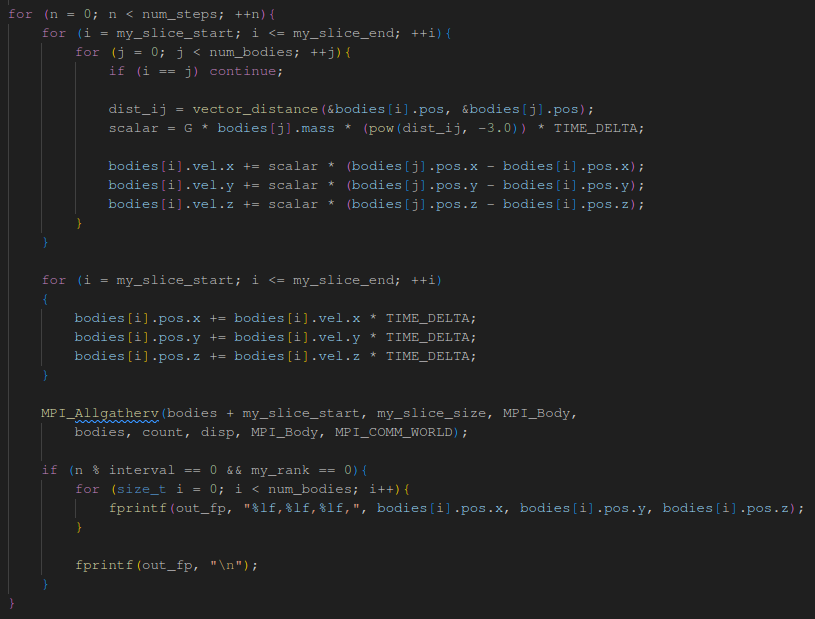 for (n = 0; n < num_steps; ++n){
    for (i = my_slice_start; i <= my_slice_end; ++i){
        for (j = 0; j < num_bodies; ++j){
            if (i == j) continue;

            dist_ij = vector_distance(&bodies[i].pos, &bodies[j].pos);
            scalar = G * bodies[j].mass * (pow(dist_ij, -3.0)) * TIME_DELTA;

            bodies[i].vel.x += scalar * (bodies[j].pos.x - bodies[i].pos.x);
            bodies[i].vel.y += scalar * (bodies[j].pos.y - bodies[i].pos.y);
            bodies[i].vel.z += scalar * (bodies[j].pos.z - bodies[i].pos.z);
        }
    }

    for (i = my_slice_start; i <= my_slice_end; ++i)
    {
        bodies[i].pos.x += bodies[i].vel.x * TIME_DELTA;
        bodies[i].pos.y += bodies[i].vel.y * TIME_DELTA;
        bodies[i].pos.z += bodies[i].vel.z * TIME_DELTA;
    }

    MPI_Allgatherv(bodies + my_slice_start, my_slice_size, MPI_Body,
        bodies, count, disp, MPI_Body, MPI_COMM_WORLD);

    if (n % interval == 0 && my_rank == 0){
        for (size_t i = 0; i < num_bodies; i++){
            fprintf(out_fp, "%lf,%lf,%lf,", bodies[i].pos.x, bodies[i].pos.y, bodies[i].pos.z);
        }

        fprintf(out_fp, "\n");
    }
}